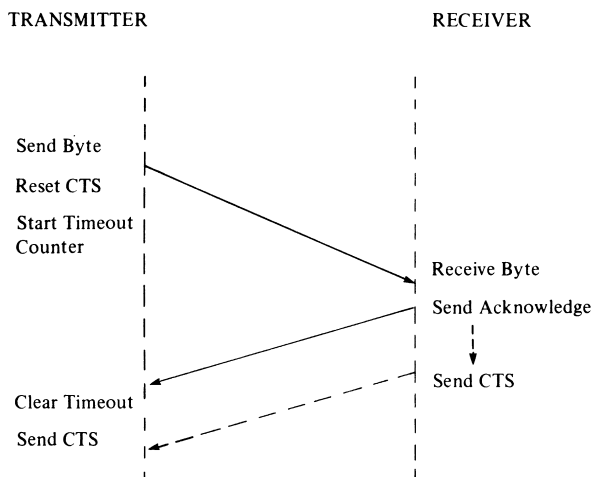 TRANSMITTER
RECEIVER
Send Byte
Reset CTS
Start Timeout
Counter
Receive Byte
Send Acknowledge
Send CTS
Clear Timeout
Send CTS